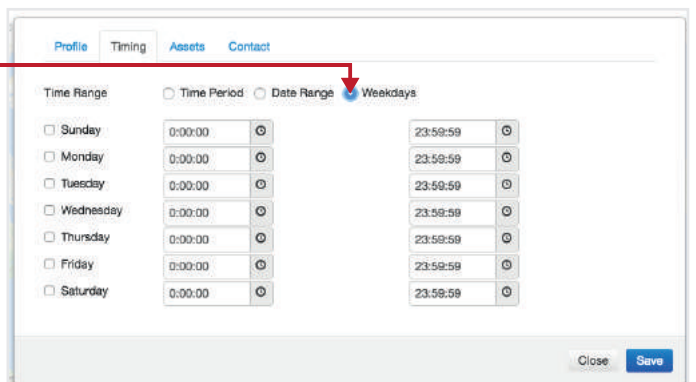 Profile Timing Assets Contact
Time Range Time Period Date Range Weekdays
Sunday 0:00:00 23:59:59
Monday 0:00:00 23:59:59
Tuesday 0:00:00 23:59:59
Wednesday 0:00:00 23:59:59
Thursday 0:00:00 23:59:59
Friday 0:00:00 23:59:59
Saturday 0:00:00 23:59:59
Close Save